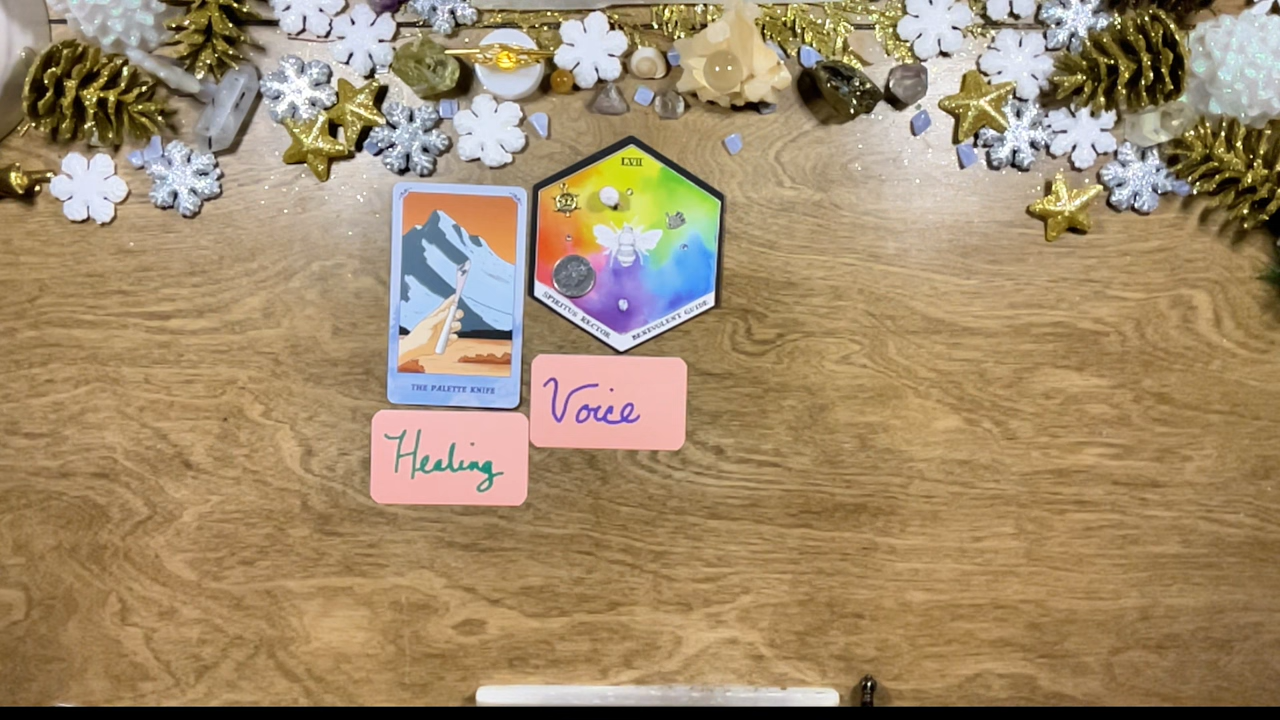 LVII
SPIRITUS RECTOR
BENEVOLENT GUIDE
THE PALETTE KNIFE
Voice
Healing